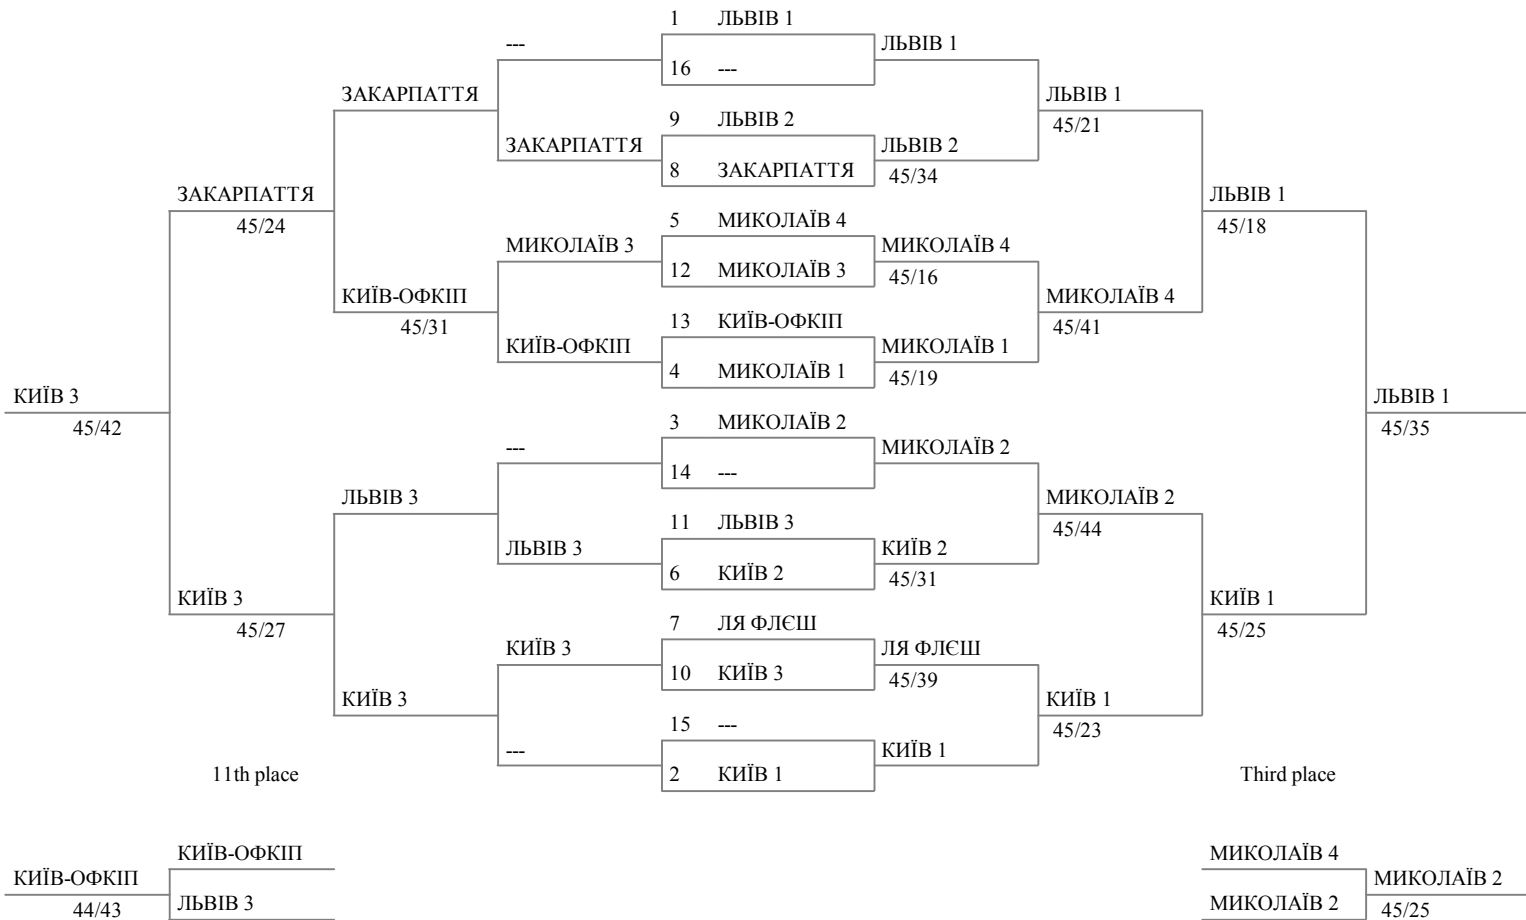 1 ЛЬВІВ 1
--- ЛЬВІВ 1
16 ---
ЗАКАРПАТТЯ ЛЬВІВ 1
9 ЛЬВІВ 2 45/21
ЗАКАРПАТТЯ ЛЬВІВ 2
8 ЗАКАРПАТТЯ 45/34
ЗАКАРПАТТЯ ЛЬВІВ 1
45/24 5 МИКОЛАЇВ 4 45/18
МИКОЛАЇВ 3 МИКОЛАЇВ 4
12 МИКОЛАЇВ 3 45/16
КИЇВ-ОФКІП МИКОЛАЇВ 4
45/31 13 КИЇВ-ОФКІП 45/41
КИЇВ-ОФКІП МИКОЛАЇВ 1
4 МИКОЛАЇВ 1 45/19
КИЇВ 3 ЛЬВІВ 1
45/42 3 МИКОЛАЇВ 2 45/35
--- МИКОЛАЇВ 2
14 ---
ЛЬВІВ 3 МИКОЛАЇВ 2
11 ЛЬВІВ 3 45/44
ЛЬВІВ 3 КИЇВ 2
6 КИЇВ 2 45/31
КИЇВ 3 КИЇВ 1
45/27 7 ЛЯ ФЛЄШ 45/25
КИЇВ 3 ЛЯ ФЛЄШ
10 КИЇВ 3 45/39
КИЇВ 3 КИЇВ 1
15 --- 45/23
--- КИЇВ 1
11th place 2 КИЇВ 1 Third place
КИЇВ-ОФКІП МИКОЛАЇВ 4
КИЇВ-ОФКІП МИКОЛАЇВ 2
44/43 ЛЬВІВ 3 МИКОЛАЇВ 2 45/25